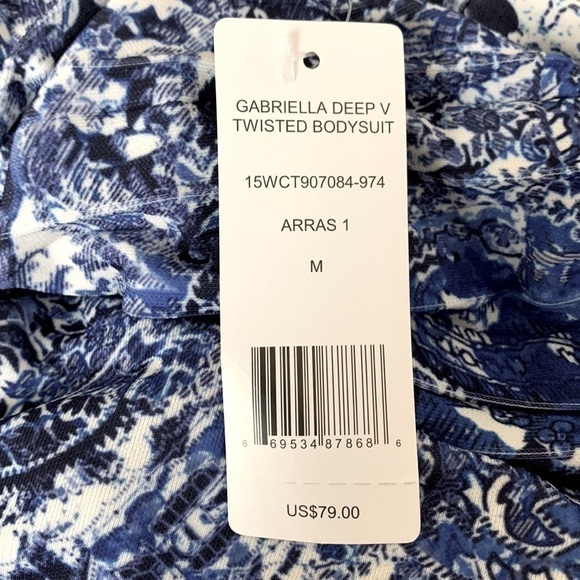 GABRIELLA DEEP V
TWISTED BODYSUIT
15WCT907084-974
ARRAS 1
M
6 69534 87868 6
US$79.00